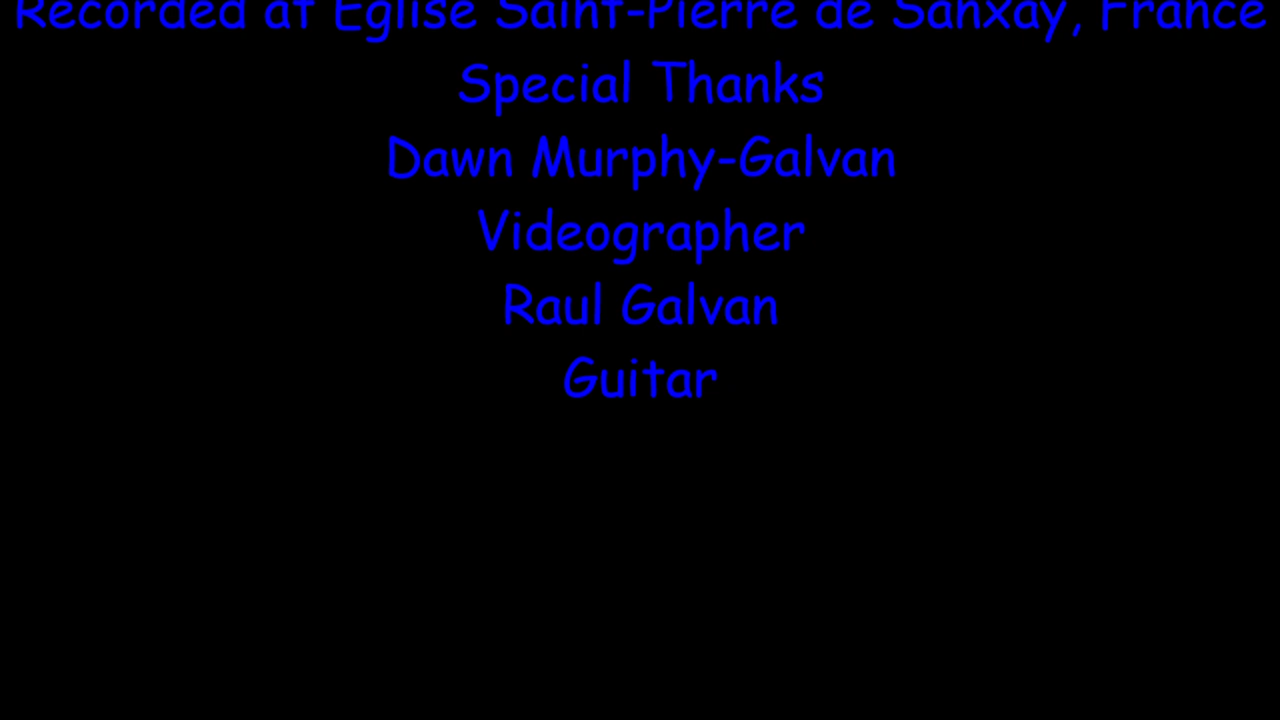 Recorded at Eglise Saint-Pierre de Sanxay, France
Special Thanks
Dawn Murphy-Galvan
Videographer
Raul Galvan
Guitar